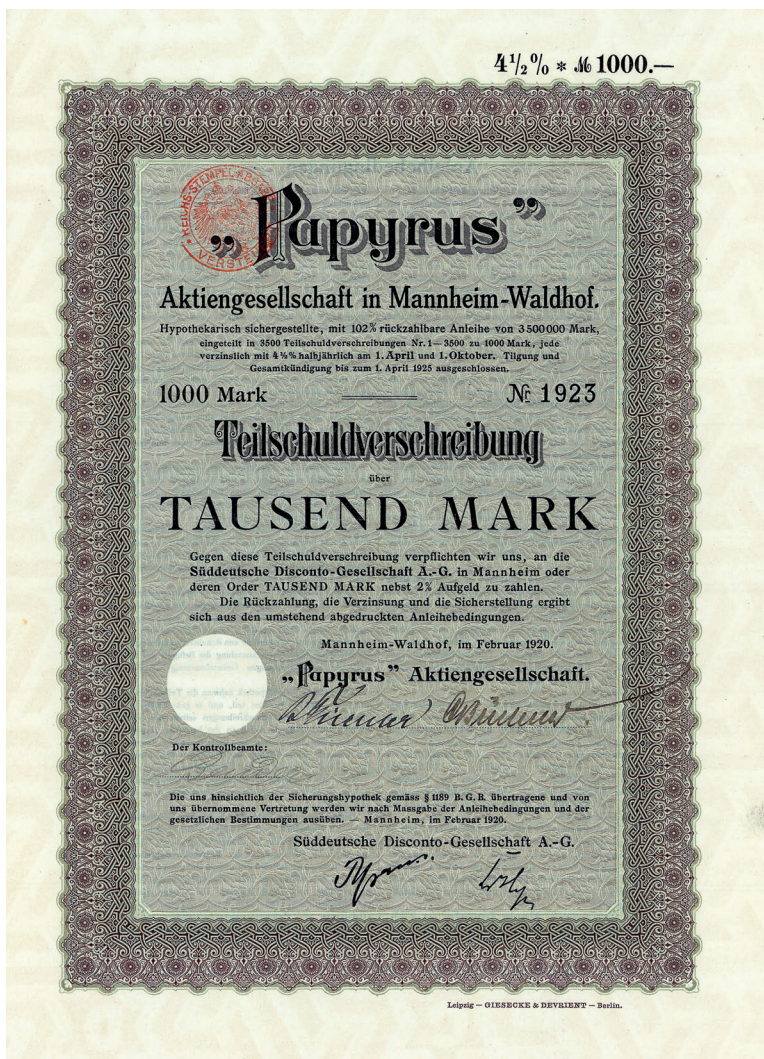 4½% * ℳ 1000.—
REICHS-STEMPEL-ABGABE
VERSTEUERT
„Papyrus”
Aktiengesellschaft in Mannheim-Waldhof.
Hypothekarisch sichergestellte, mit 102% rückzahlbare Anleihe von 3500000 Mark,
eingeteilt in 3500 Teilschuldverschreibungen Nr. 1—3500 zu 1000 Mark, jede
verzinslich mit 4½% halbjährlich am 1. April und 1. Oktober. Tilgung und
Gesamtkündigung bis zum 1. April 1925 ausgeschlossen.
1000 Mark
Nr. 1923
Teilschuldverschreibung
über
TAUSEND MARK
Gegen diese Teilschuldverschreibung verpflichten wir uns, an die
Süddeutsche Disconto-Gesellschaft A.-G. in Mannheim oder
deren Order TAUSEND MARK nebst 2% Aufgeld zu zahlen.
Die Rückzahlung, die Verzinsung und die Sicherstellung ergibt
sich aus den umstehend abgedruckten Anleihebedingungen.
Mannheim-Waldhof, im Februar 1920.
„Papyrus” Aktiengesellschaft.
Der Kontrollbeamte:
Die uns hinsichtlich der Sicherungshypothek gemäss § 1189 B. G. B. übertragene und von
uns übernommene Vertretung werden wir nach Massgabe der Anleihebedingungen und der
gesetzlichen Bestimmungen ausüben. — Mannheim, im Februar 1920.
Süddeutsche Disconto-Gesellschaft A.-G.
Leipzig — GIESECKE & DEVRIENT — Berlin.